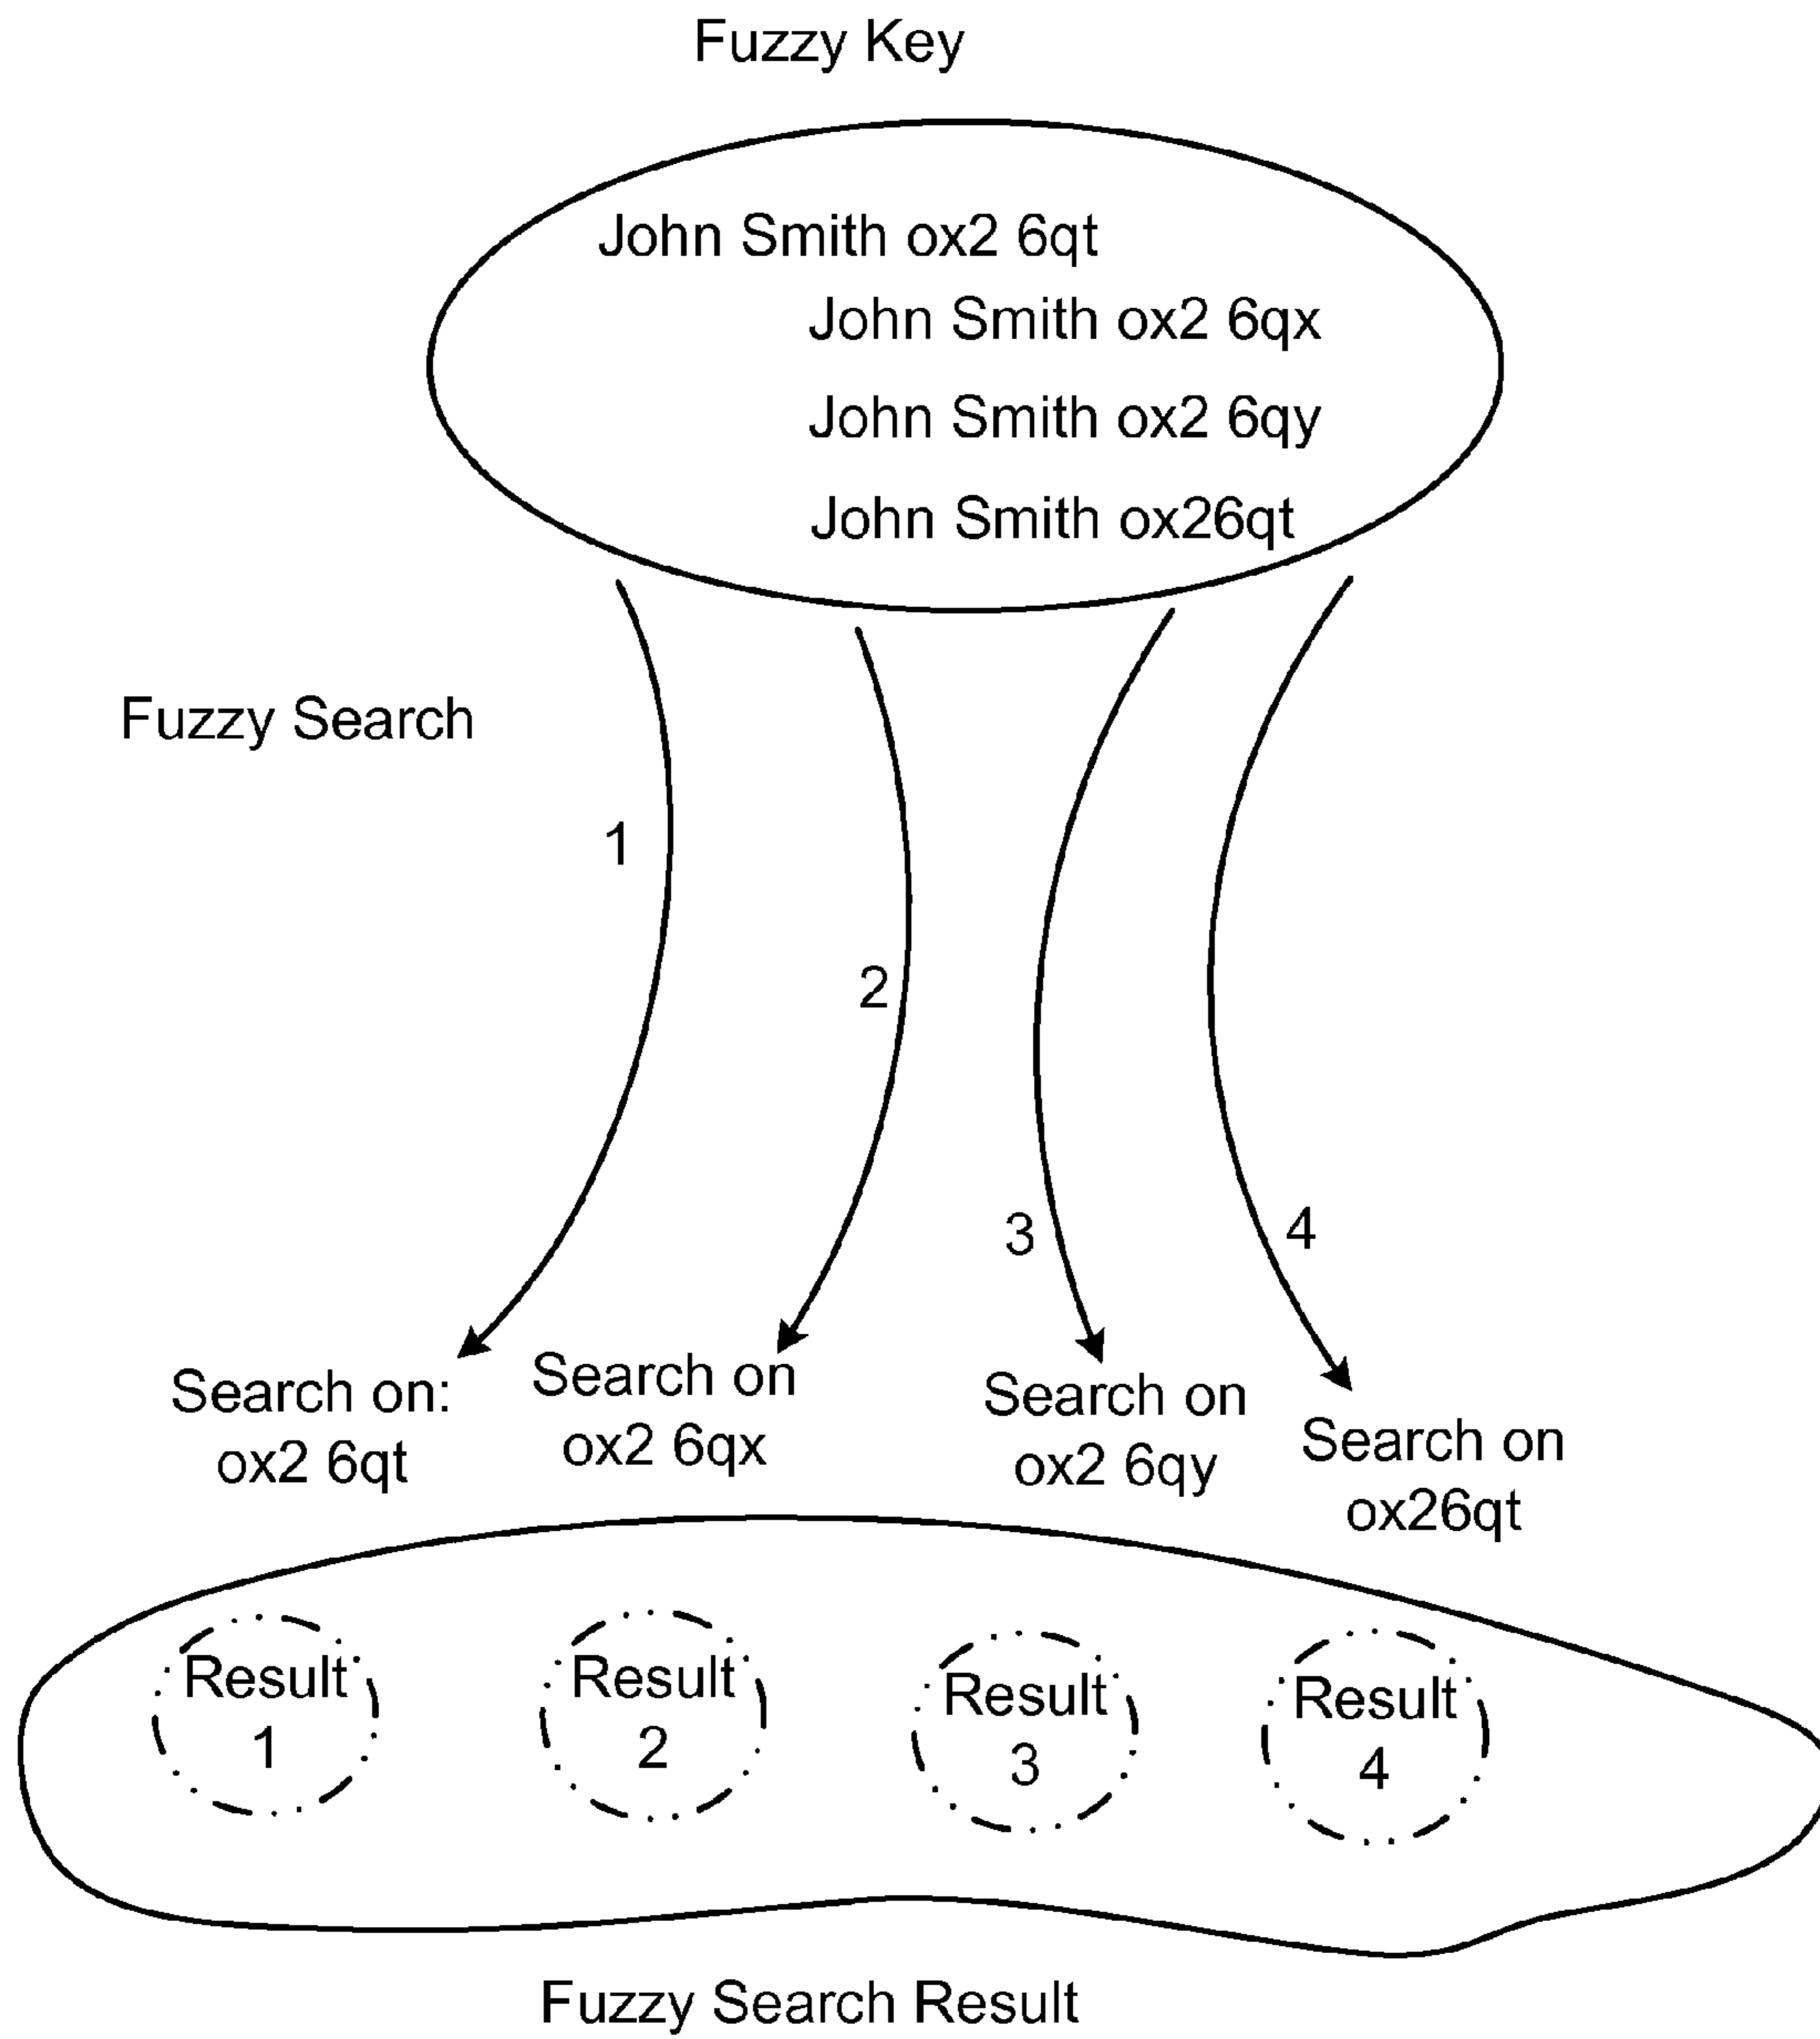 Fuzzy Key
John Smith ox2 6qt
John Smith ox2 6qx
John Smith ox2 6qy
John Smith ox26qt
Fuzzy Search
1
2
3
4
Search on:
ox2 6qt
Search on
ox2 6qx
Search on
ox2 6qy
Search on
ox26qt
Result
1
Result
2
Result
3
Result
4
Fuzzy Search Result